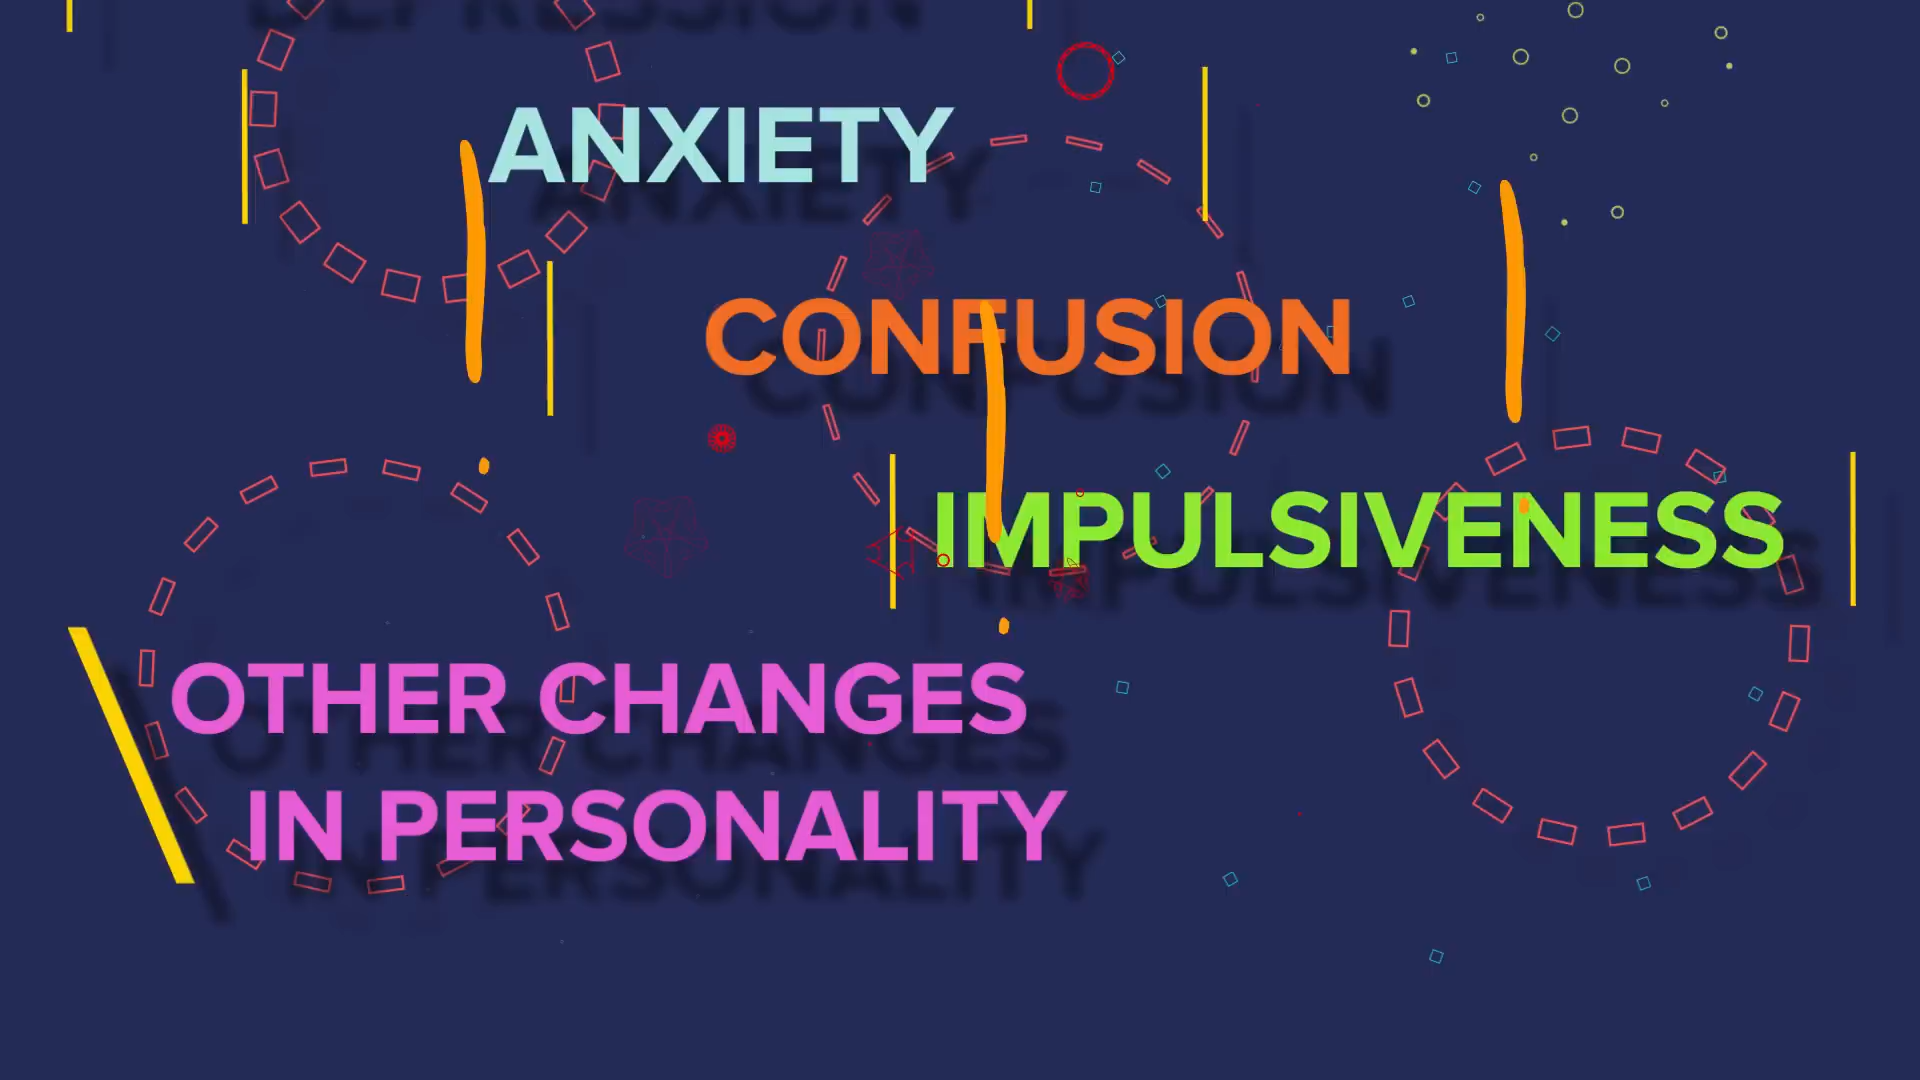 ANXIETY
CONFUSION
IMPULSIVENESS
OTHER CHANGES
IN PERSONALITY